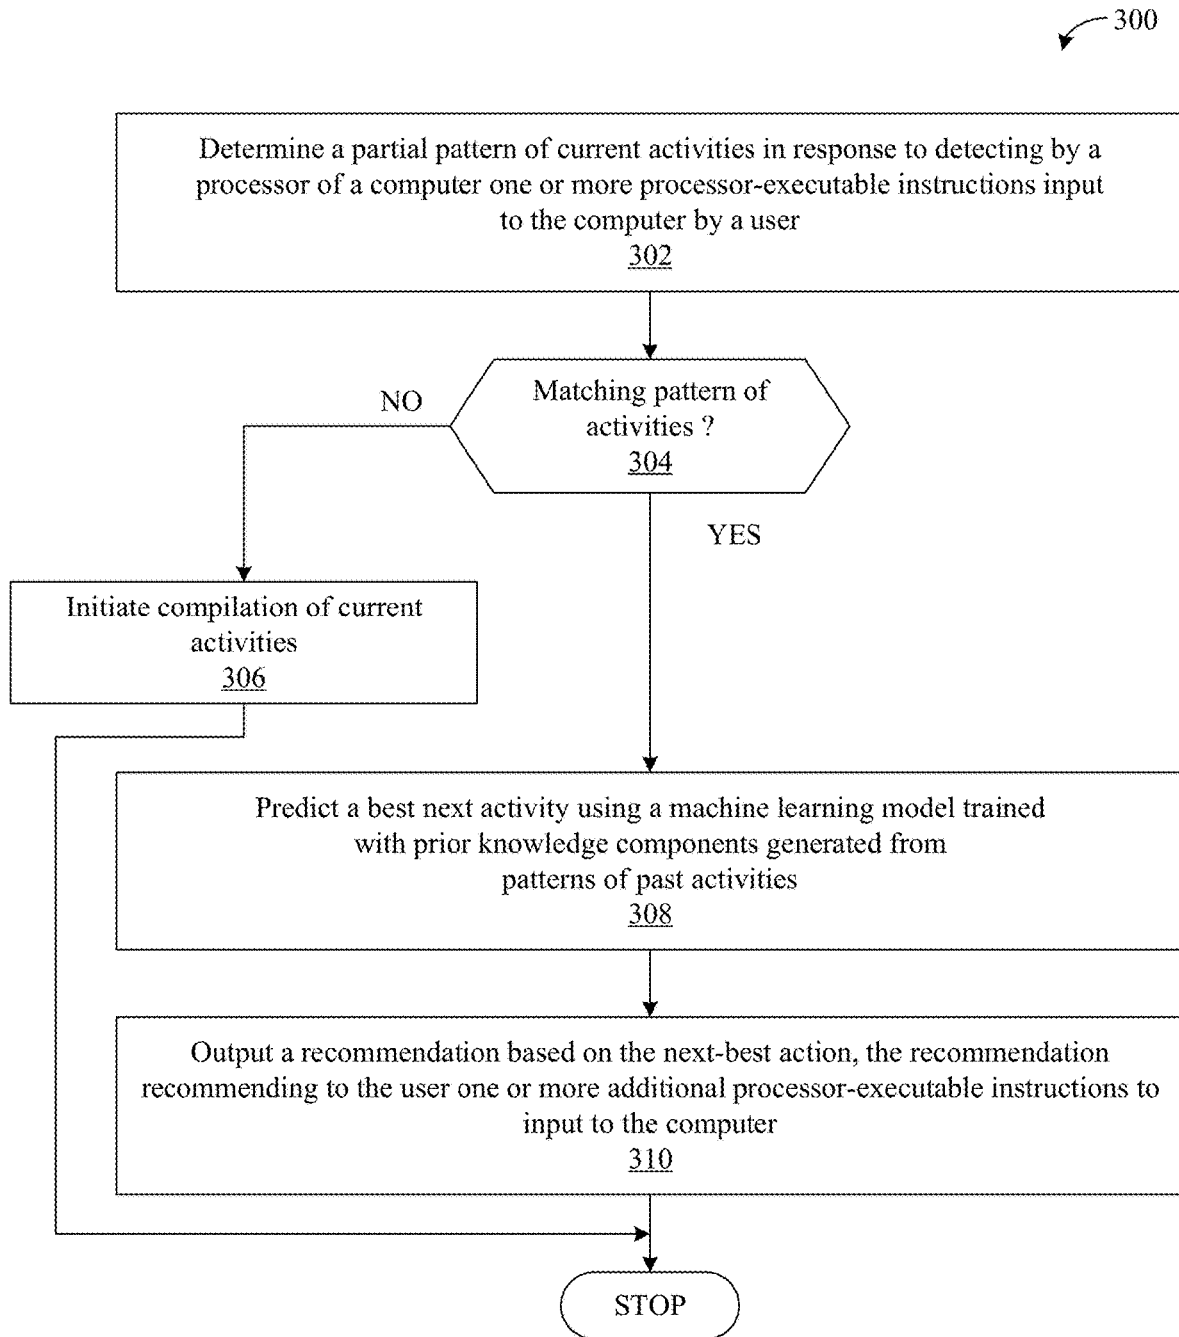 300
Determine a partial pattern of current activities in response to detecting by a
processor of a computer one or more processor-executable instructions input
to the computer by a user
302
Matching pattern of
activities ?
304
NO
YES
Initiate compilation of current
activities
306
Predict a best next activity using a machine learning model trained
with prior knowledge components generated from
patterns of past activities
308
Output a recommendation based on the next-best action, the recommendation
recommending to the user one or more additional processor-executable instructions to
input to the computer
310
STOP